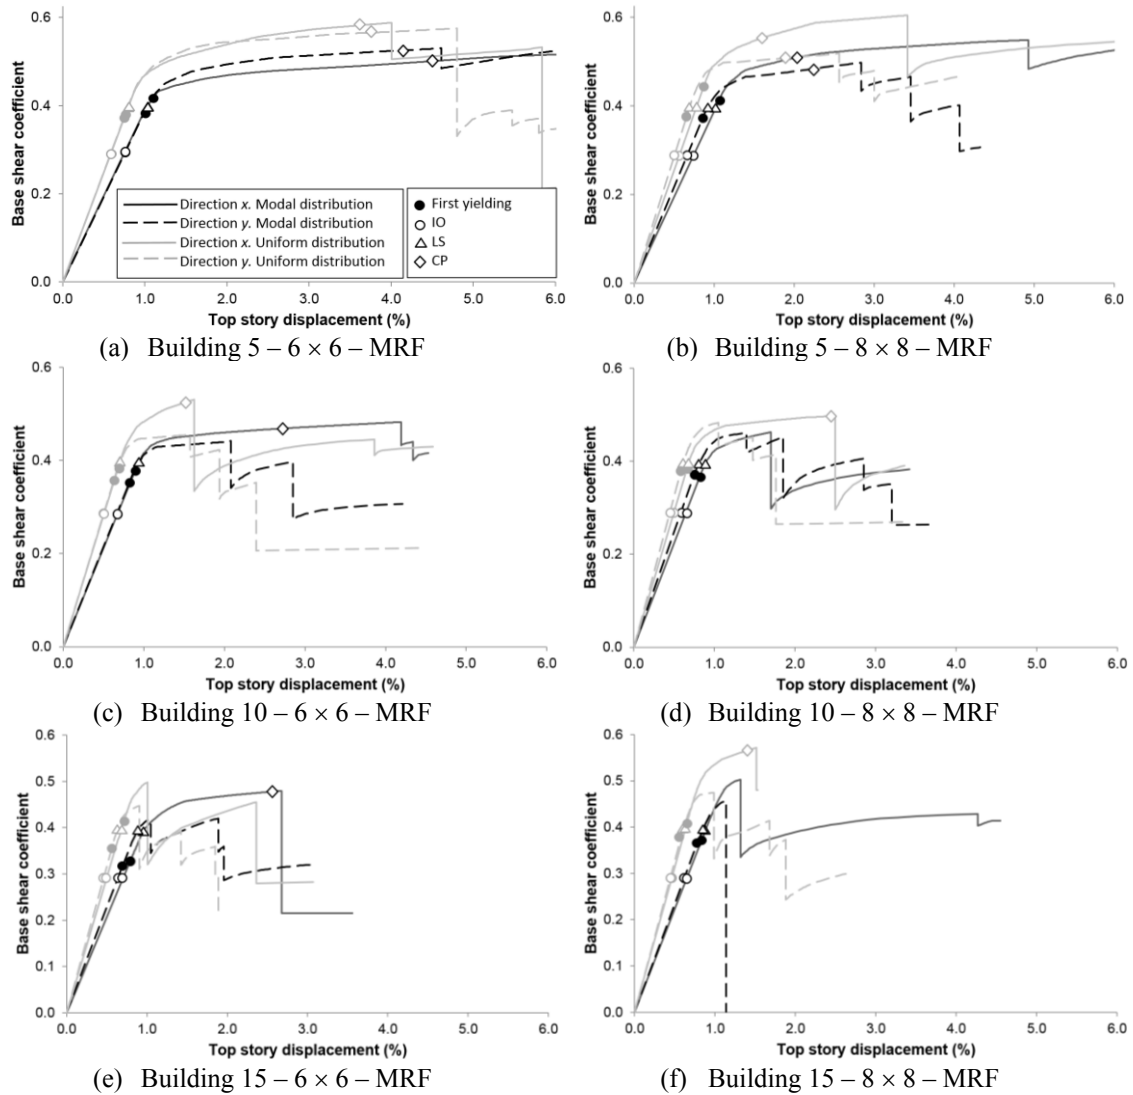 0.6
0.4
0.2
0.0
Base shear coefficient
0.0 1.0 2.0 3.0 4.0 5.0 6.0
Top story displacement (%)
Direction x. Modal distribution
Direction y. Modal distribution
Direction x. Uniform distribution
Direction y. Uniform distribution
First yielding
IO
LS
CP
(a) Building 5 – 6 × 6 – MRF
0.6
0.4
0.2
0.0
Base shear coefficient
0.0 1.0 2.0 3.0 4.0 5.0 6.0
Top story displacement (%)
(b) Building 5 – 8 × 8 – MRF
0.6
0.4
0.2
0.0
Base shear coefficient
0.0 1.0 2.0 3.0 4.0 5.0 6.0
Top story displacement (%)
(c) Building 10 – 6 × 6 – MRF
0.6
0.4
0.2
0.0
Base shear coefficient
0.0 1.0 2.0 3.0 4.0 5.0 6.0
Top story displacement (%)
(d) Building 10 – 8 × 8 – MRF
0.6
0.5
0.4
0.3
0.2
0.1
0.0
Base shear coefficient
0.0 1.0 2.0 3.0 4.0 5.0 6.0
Top story displacement (%)
(e) Building 15 – 6 × 6 – MRF
0.6
0.5
0.4
0.3
0.2
0.1
0.0
Base shear coefficient
0.0 1.0 2.0 3.0 4.0 5.0 6.0
Top story displacement (%)
(f) Building 15 – 8 × 8 – MRF